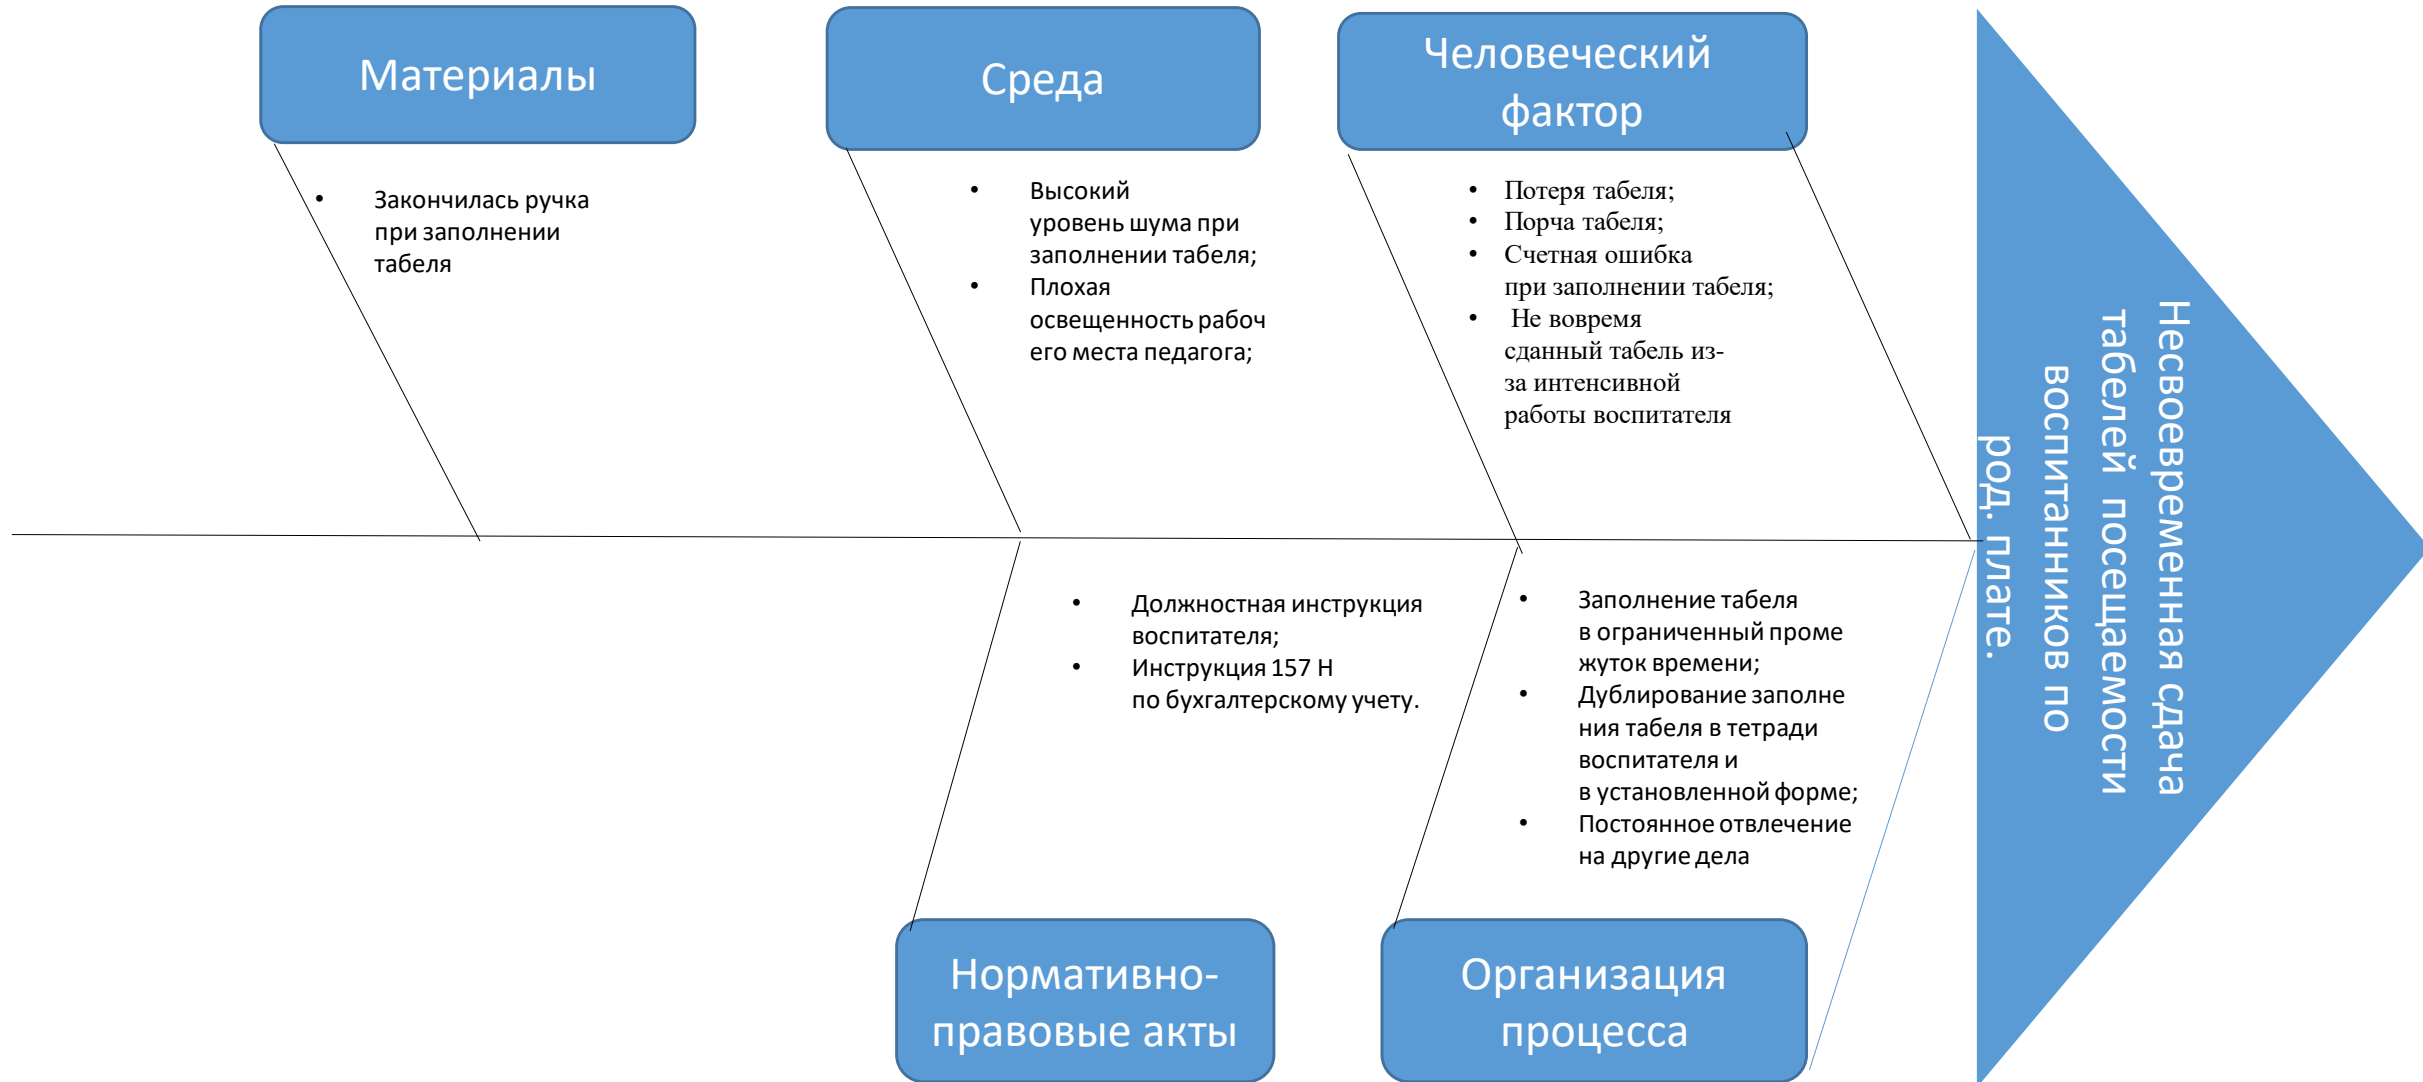 Материалы
Среда
Человеческий
фактор
• Закончилась ручка
при заполнении
табеля
• Высокий
уровень шума при
заполнении табеля;
• Плохая
освещенность рабоч
его места педагога;
• Потеря табеля;
• Порча табеля;
• Счетная ошибка
при заполнении табеля;
• Не вовремя
сданный табель из-
за интенсивной
работы воспитателя
Несвоевременная сдача
табелей посещаемости
воспитанников по
род. плате.
• Должностная инструкция
воспитателя;
• Инструкция 157 Н
по бухгалтерскому учету.
• Заполнение табеля
в ограниченный проме
жуток времени;
• Дублирование заполне
ния табеля в тетради
воспитателя и
в установленной форме;
• Постоянное отвлечение
на другие дела
Нормативно-
правовые акты
Организация
процесса